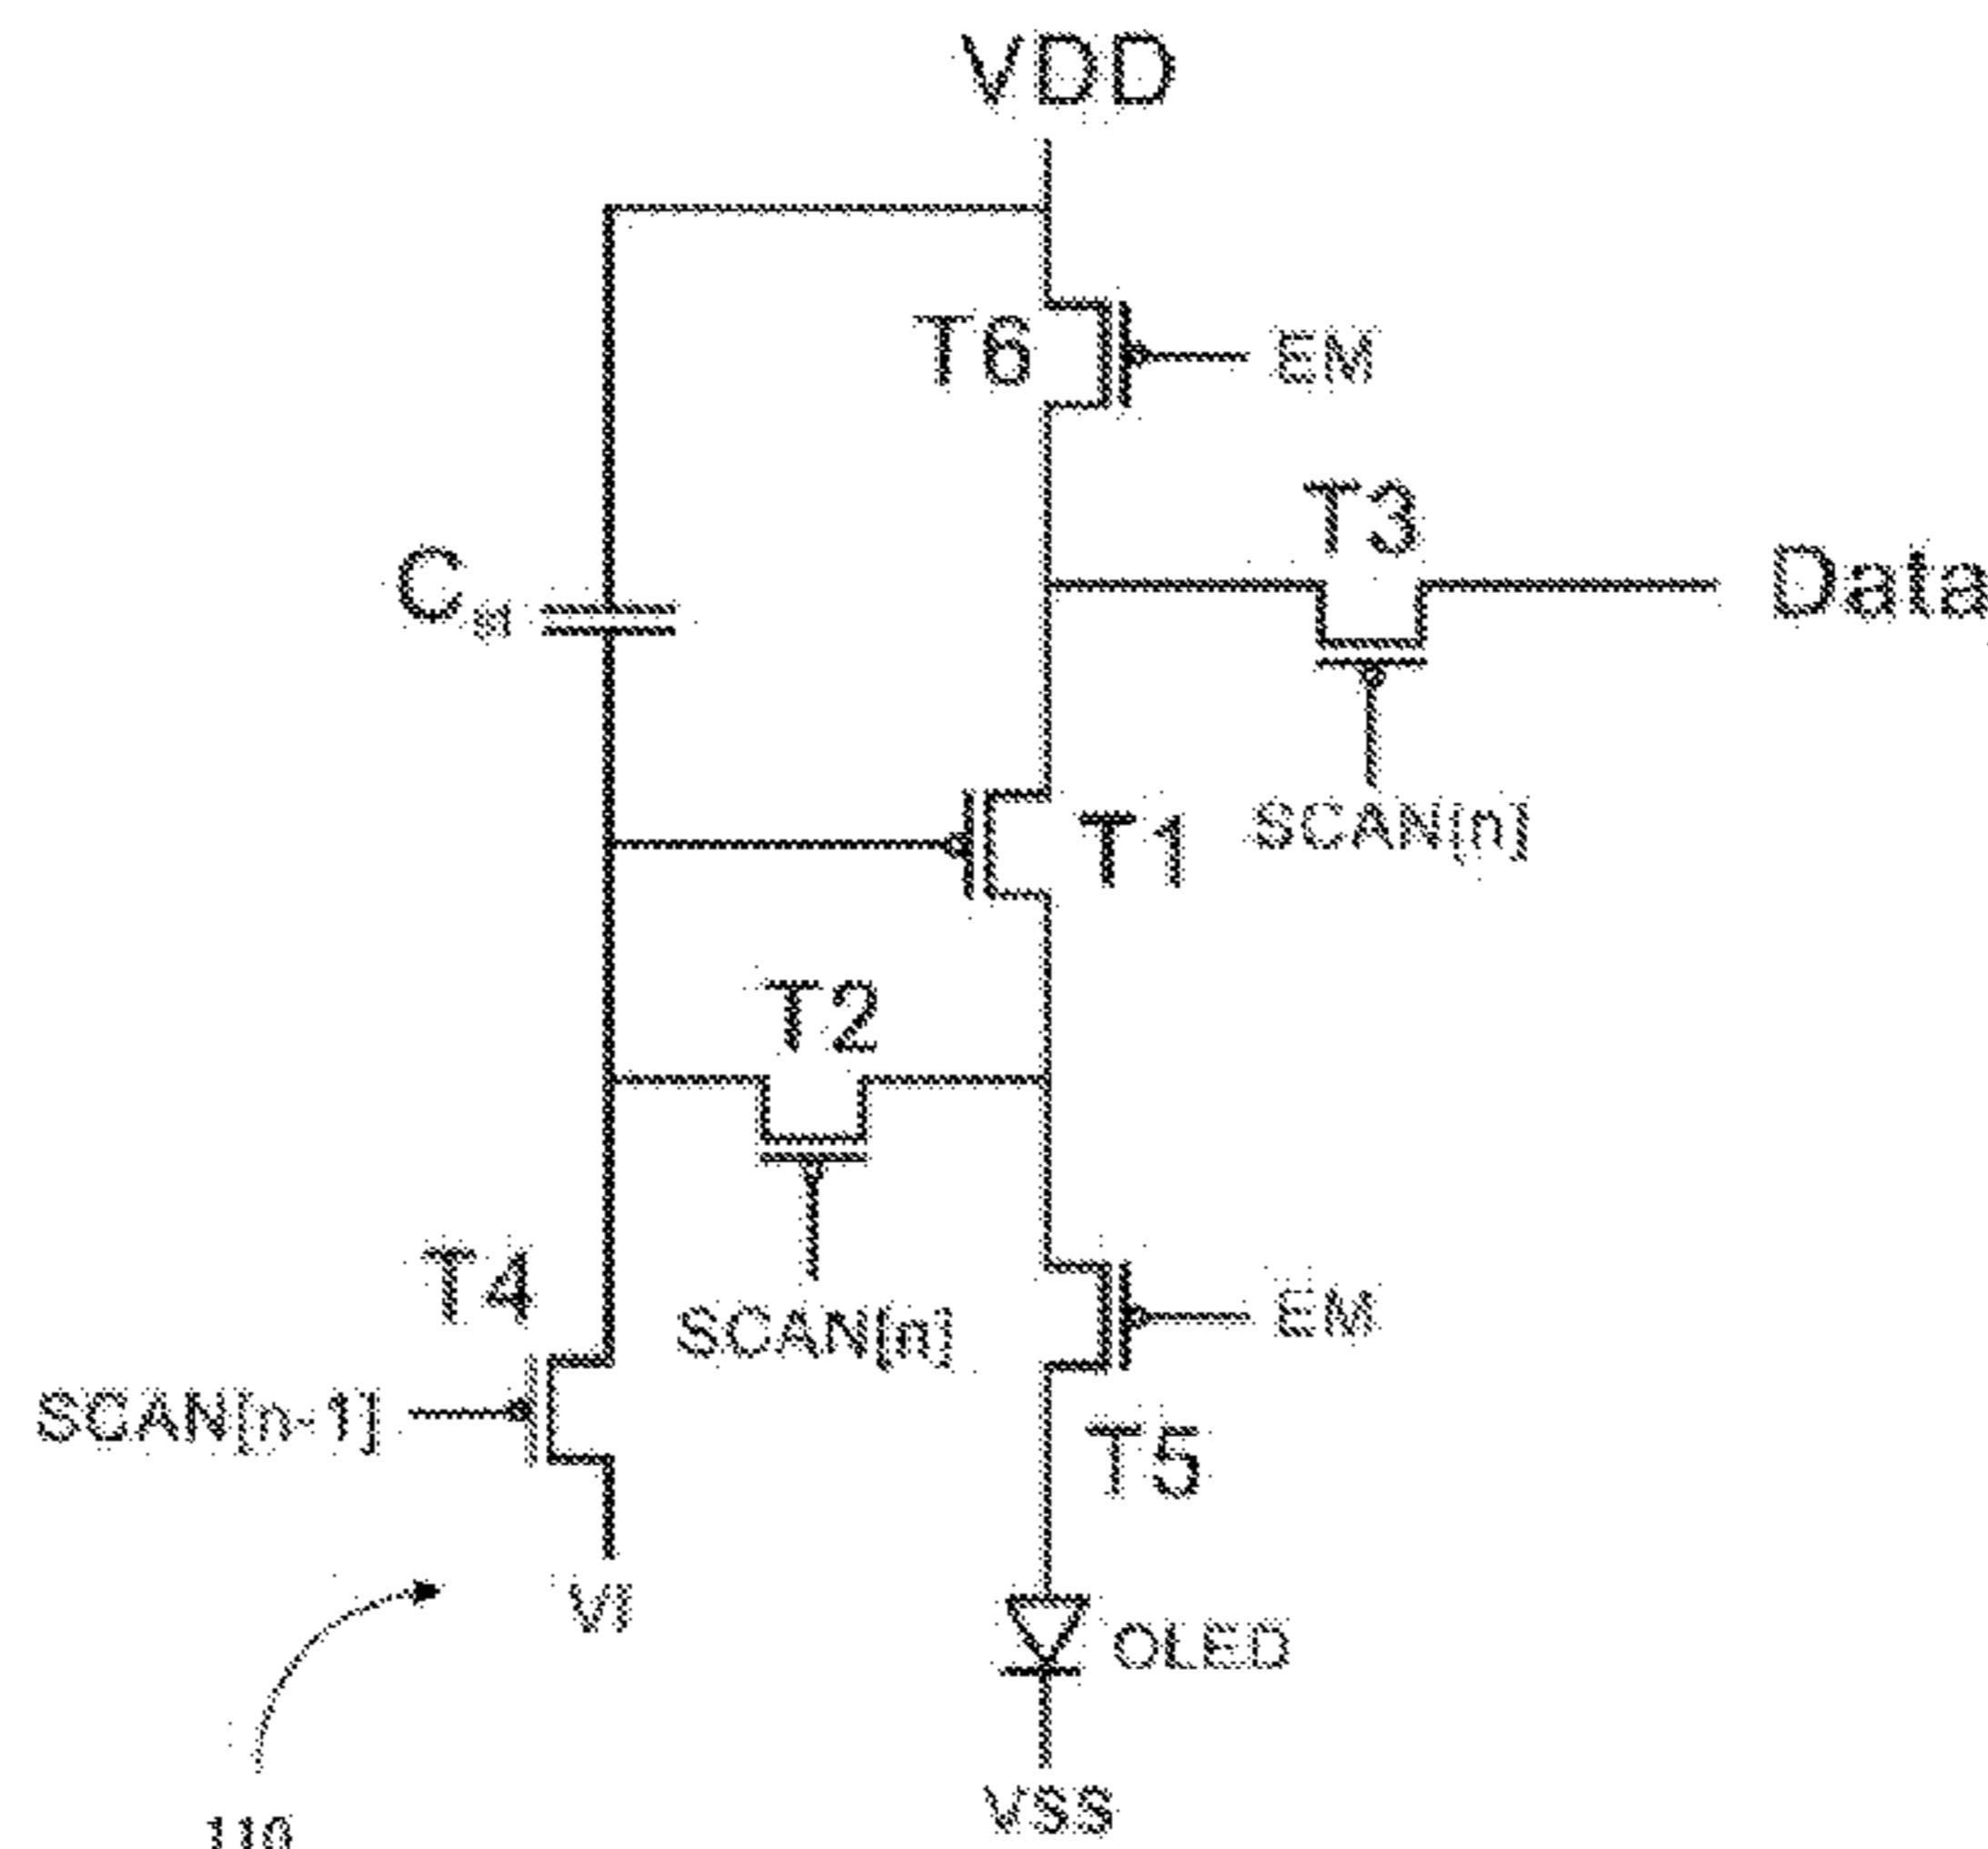 VDD
T6
EM
T3
Data
Cst
T1
SCAN[n]
T2
T4
SCAN[n]
EM
SCAN[n-1]
T5
VI
OLED
VSS
110